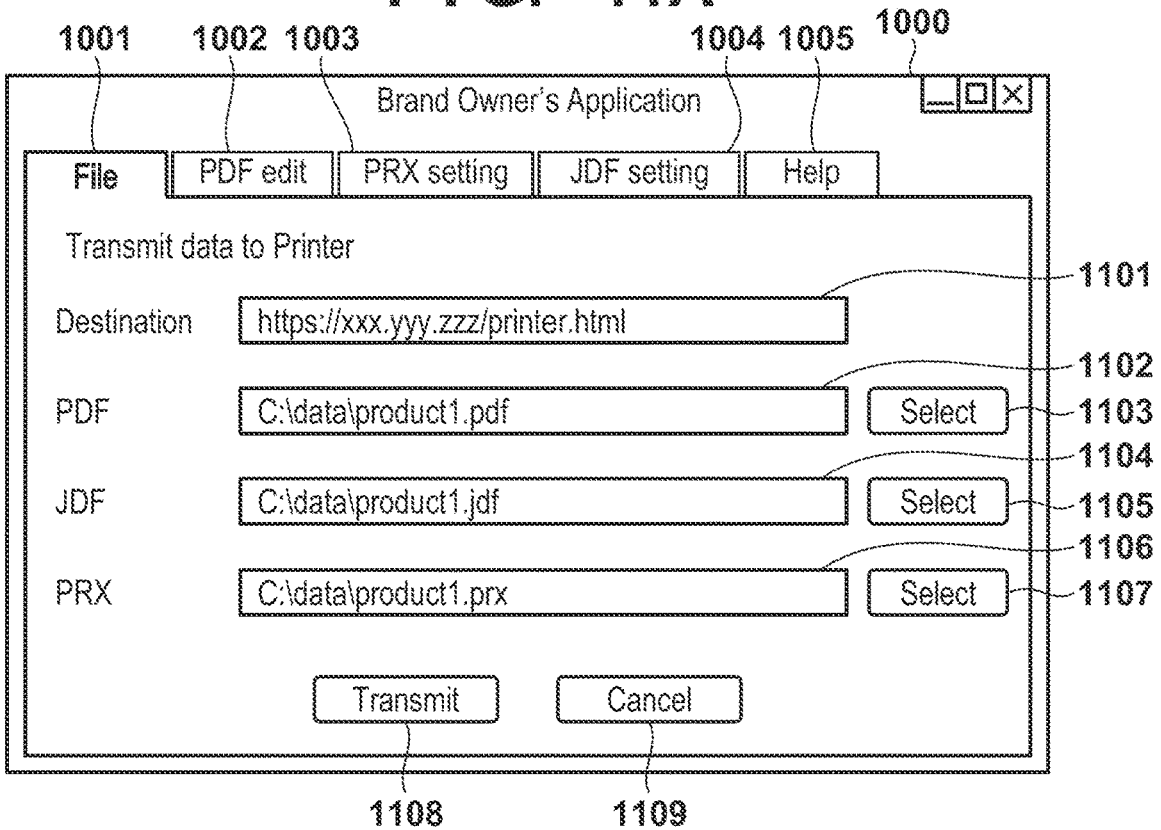 1001 1002 1003 1004 1005 1000
Brand Owner's Application
File PDF edit PRX setting JDF setting Help
Transmit data to Printer
1101
Destination https://xxx.yyy.zzz/printer.html
1102
PDF C:\data\product1.pdf Select 1103
1104
JDF C:\data\product1.jdf Select 1105
1106
PRX C:\data\product1.prx Select 1107
Transmit Cancel
1108 1109